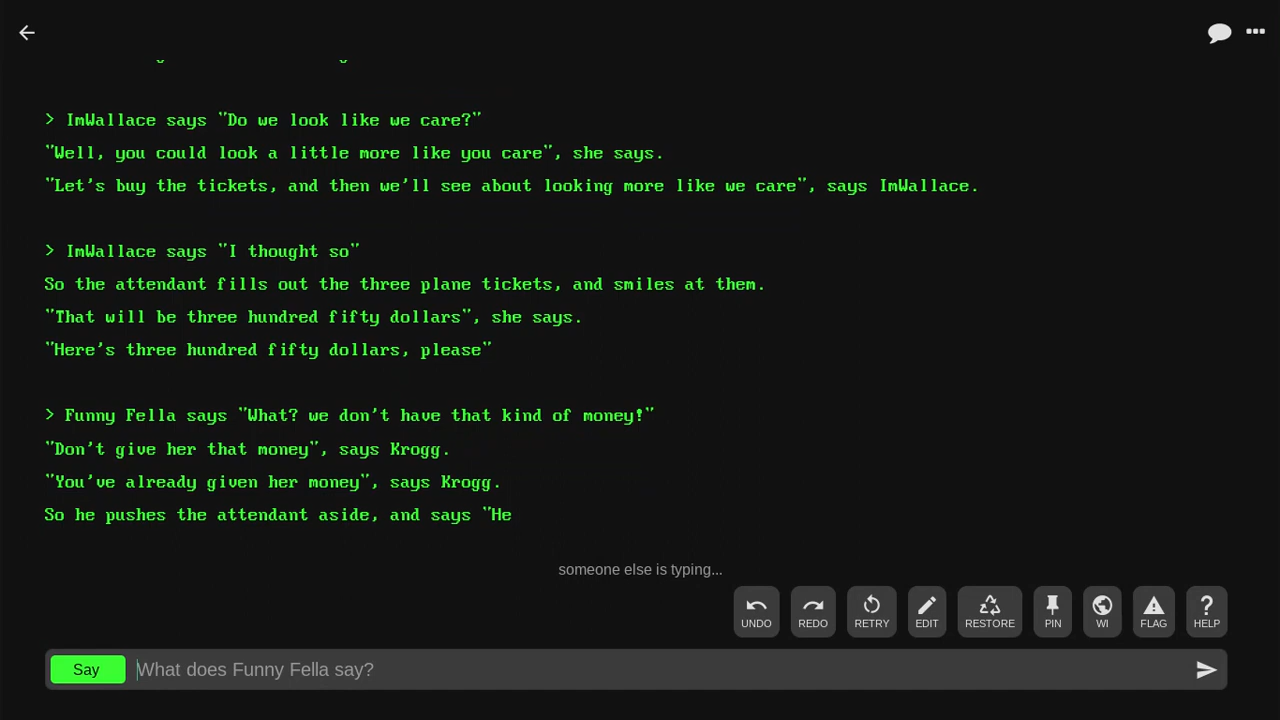 > ImWallace says "Do we look like we care?"
"Well, you could look a little more like you care", she says.
"Let's buy the tickets, and then we'll see about looking more like we care", says ImWallace.
> ImWallace says "I thought so"
So the attendant fills out the three plane tickets, and smiles at them.
"That will be three hundred fifty dollars", she says.
"Here's three hundred fifty dollars, please"
> Funny Fella says "What? we don't have that kind of money!"
"Don't give her that money", says Krogg.
"You've already given her money", says Krogg.
So he pushes the attendant aside, and says "He
someone else is typing...
UNDO REDO RETRY EDIT RESTORE PIN WI FLAG HELP
Say What does Funny Fella say?